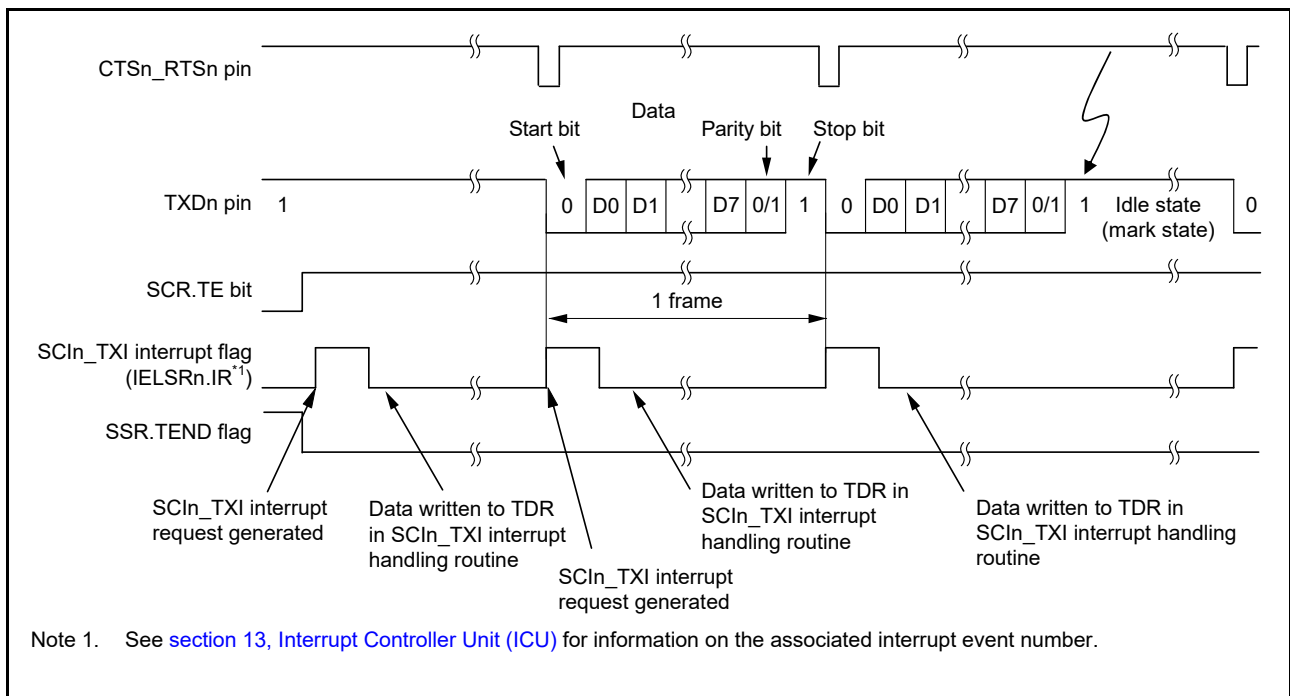 CTSn_RTSn pin
Data
Start bit
Parity bit
Stop bit
TXDn pin
1
0
D0
D1
D7
0/1
1
0
D0
D1
D7
0/1
1
Idle state
(mark state)
0
SCR.TE bit
1 frame
SCIn_TXI interrupt flag
(IELSRn.IR*1)
SSR.TEND flag
SCIn_TXI interrupt
request generated
Data written to TDR
in SCIn_TXI interrupt
handling routine
SCIn_TXI interrupt
request generated
Data written to TDR in
SCIn_TXI interrupt
handling routine
Data written to TDR in
SCIn_TXI interrupt handling
routine
Note 1. See section 13, Interrupt Controller Unit (ICU) for information on the associated interrupt event number.